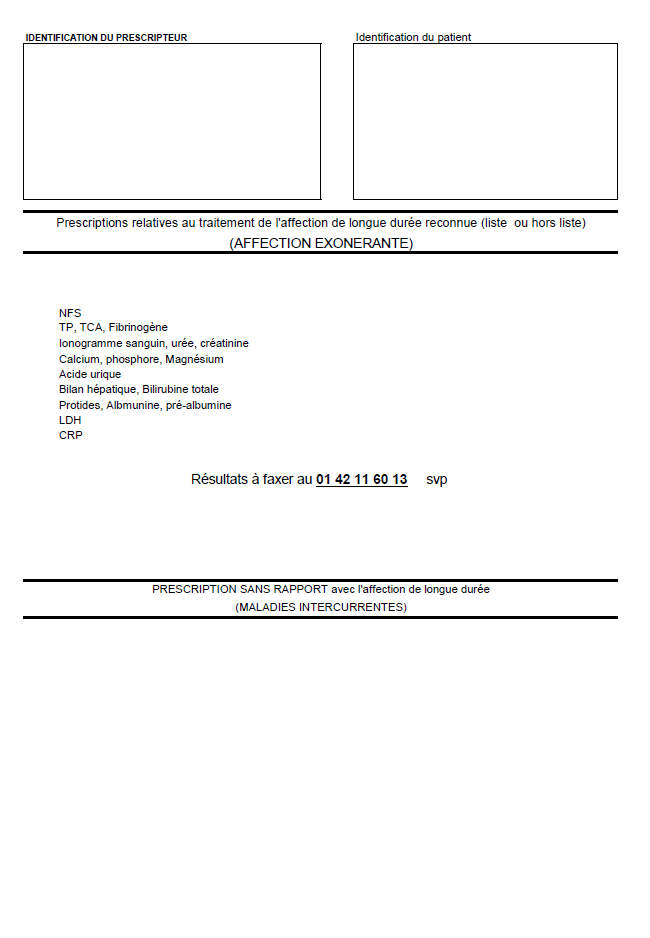 IDENTIFICATION DU PRESCRIPTEUR
Identification du patient
Prescriptions relatives au traitement de l'affection de longue durée reconnue (liste ou hors liste)
(AFFECTION EXONERANTE)
NFS
TP, TCA, Fibrinogène
Ionogramme sanguin, urée, créatinine
Calcium, phosphore, Magnésium
Acide urique
Bilan hépatique, Bilirubine totale
Protides, Albmunine, pré-albumine
LDH
CRP
Résultats à faxer au 01 42 11 60 13 svp
PRESCRIPTION SANS RAPPORT avec l'affection de longue durée
(MALADIES INTERCURRENTES)